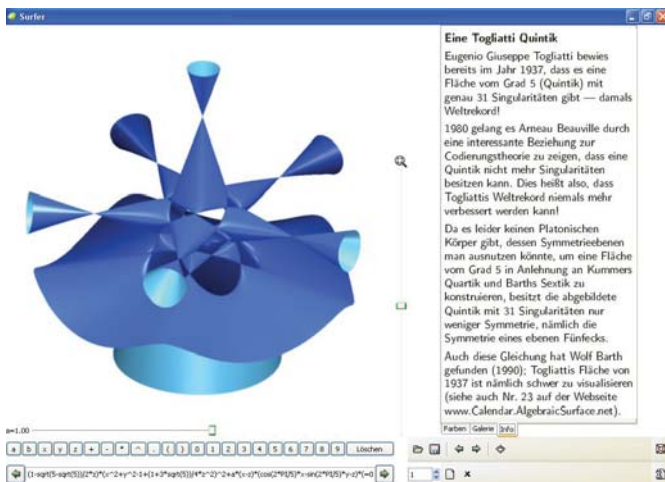 Surfer
Eine Togliatti Quintik
Eugenio Giuseppe Togliatti bewies
bereits im Jahr 1937, dass es eine
Fläche vom Grad 5 (Quintik) mit
genau 31 Singularitäten gibt — damals
Weltrekord!
1980 gelang es Arneau Beauville durch
eine interessante Beziehung zur
Codierungstheorie zu zeigen, dass eine
Quintik nicht mehr Singularitäten
besitzen kann. Dies heißt also, dass
Togliattis Weltrekord niemals mehr
verbessert werden kann!
Da es leider keinen Platonischen
Körper gibt, dessen Symmetrieebenen
man ausnutzen könnte, um eine Fläche
vom Grad 5 in Anlehnung an Kummers
Quartik und Barths Sextik zu
konstruieren, besitzt die abgebildete
Quintik mit 31 Singularitäten nur
weniger Symmetrie, nämlich die
Symmetrie eines ebenen Fünfecks.
Auch diese Gleichung hat Wolf Barth
gefunden (1990); Togliattis Fläche von
1937 ist nämlich schwer zu visualisieren
(siehe auch Nr. 23 auf der Webseite
www.Calendar.AlgebraicSurface.net).
a=1.00
Farben Galerie Info
a b x y z + - * ^ . ( ) 0 1 2 3 4 5 6 7 8 9 Löschen
(1-sqrt(5-sqrt(5))/2*z)*(x^2+y^2-1+(1+3*sqrt(5))/4*z^2)^2+a*(x-z)*(cos(2*PI/5)*x-sin(2*PI/5)*y-z)*(=0
1